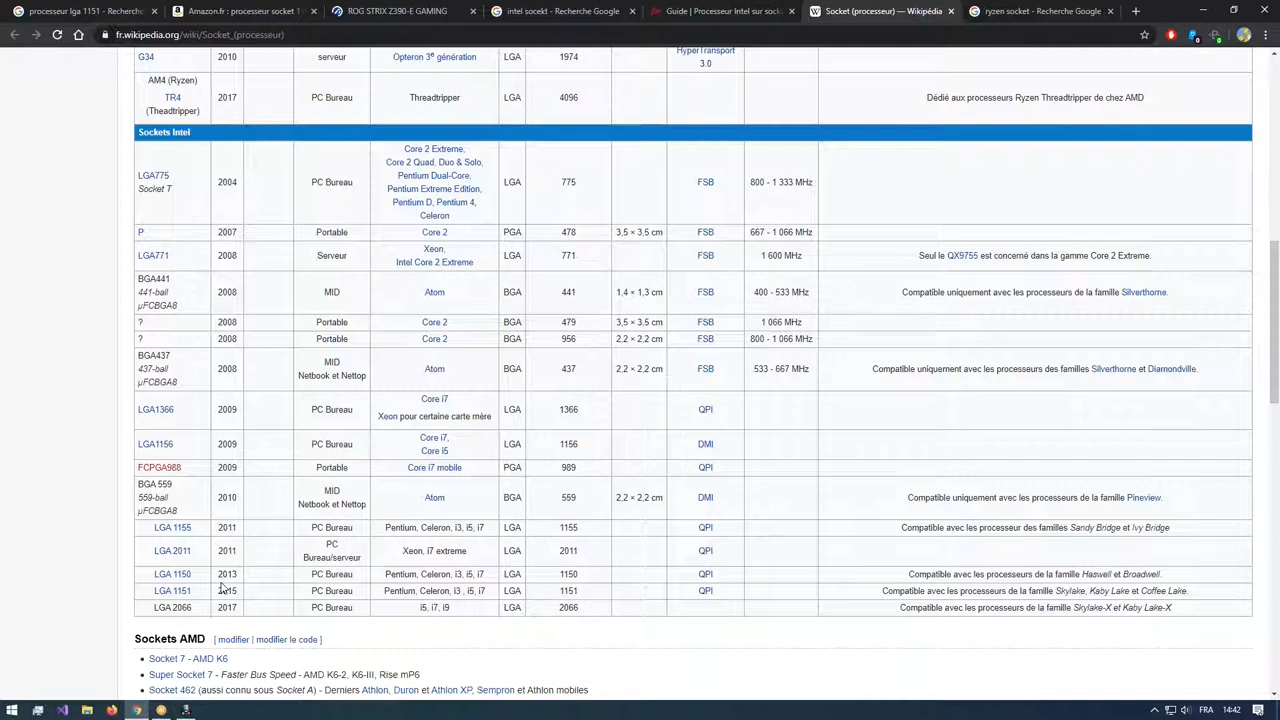 processeur lga 1151 - Recherche
Amazon.fr : processeur socket 1
ROG STRIX Z390-E GAMING
intel socekt - Recherche Google
Guide | Processeur Intel sur sock
Socket (processeur) — Wikipédia
ryzen socket - Recherche Google
fr.wikipedia.org/wiki/Socket_(processeur)
G34 2010 serveur Opteron 3e génération LGA 1974 HyperTransport 3.0
AM4 (Ryzen)
TR4 2017 PC Bureau Threadtripper LGA 4096 Dédié aux processeurs Ryzen Threadtripper de chez AMD
(Theadtripper)
Sockets Intel
Core 2 Extreme,
Core 2 Quad, Duo & Solo,
LGA775 Pentium Dual-Core,
Socket T 2004 PC Bureau Pentium Extreme Edition, LGA 775 FSB 800 - 1 333 MHz
Pentium D, Pentium 4,
Celeron
P 2007 Portable Core 2 PGA 478 3,5 × 3,5 cm FSB 667 - 1 066 MHz
LGA771 2008 Serveur Xeon, Intel Core 2 Extreme LGA 771 FSB 1 600 MHz Seul le QX9755 est concerné dans la gamme Core 2 Extreme.
BGA441
441-ball 2008 MID Atom BGA 441 1,4 × 1,3 cm FSB 400 - 533 MHz Compatible uniquement avec les processeurs de la famille Silverthorne.
µFCBGA8
? 2008 Portable Core 2 BGA 479 3,5 × 3,5 cm FSB 1 066 MHz
? 2008 Portable Core 2 BGA 956 2,2 × 2,2 cm FSB 800 - 1 066 MHz
BGA437
437-ball 2008 MID Netbook et Nettop Atom BGA 437 2,2 × 2,2 cm FSB 533 - 667 MHz Compatible uniquement avec les processeurs des familles Silverthorne et Diamondville.
µFCBGA8
LGA1366 2009 PC Bureau Core i7 Xeon pour certaine carte mère LGA 1366 QPI
LGA1156 2009 PC Bureau Core i7, Core i5 LGA 1156 DMI
FCPGA988 2009 Portable Core i7 mobile PGA 989 QPI
BGA 559
559-ball 2010 MID Netbook et Nettop Atom BGA 559 2,2 × 2,2 cm DMI Compatible uniquement avec les processeurs de la famille Pineview.
µFCBGA8
LGA 1155 2011 PC Bureau Pentium, Celeron, i3, i5, i7 LGA 1155 QPI Compatible avec les processeur des familles Sandy Bridge et Ivy Bridge
LGA 2011 2011 PC Bureau/serveur Xeon, i7 extreme LGA 2011 QPI
LGA 1150 2013 PC Bureau Pentium, Celeron, i3, i5, i7 LGA 1150 QPI Compatible avec les processeurs de la famille Haswell et Broadwell.
LGA 1151 2015 PC Bureau Pentium, Celeron, i3 , i5, i7 LGA 1151 QPI Compatible avec les processeurs de la famille Skylake, Kaby Lake et Coffee Lake.
LGA 2066 2017 PC Bureau i5, i7, i9 LGA 2066 Compatible avec les processeurs de la famille Skylake-X et Kaby Lake-X
Sockets AMD [ modifier | modifier le code ]
Socket 7 - AMD K6
Super Socket 7 - Faster Bus Speed - AMD K6-2, K6-III, Rise mP6
Socket 462 (aussi connu sous Socket A) - Derniers Athlon, Duron et Athlon XP, Sempron et Athlon mobiles
FRA 14:42